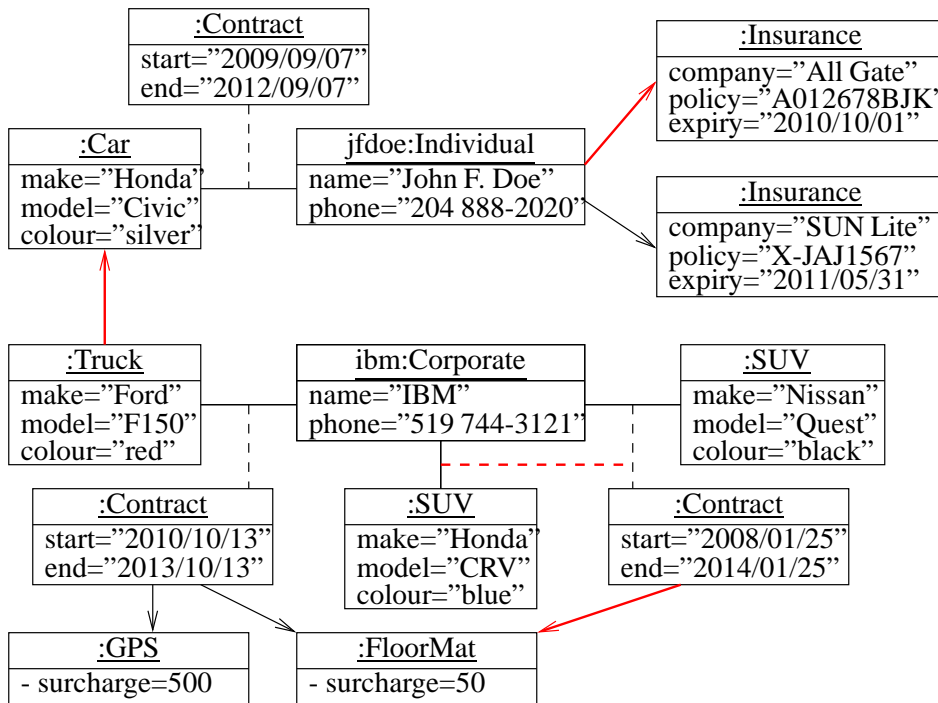 :Contract
start=”2009/09/07”
end=”2012/09/07”
:Insurance
company=”All Gate”
policy=”A012678BJK”
expiry=”2010/10/01”
:Car
make=”Honda”
model=”Civic”
colour=”silver”
jfdoe:Individual
name=”John F. Doe”
phone=”204 888-2020”
:Insurance
company=”SUN Lite”
policy=”X-JAJ1567”
expiry=”2011/05/31”
:Truck
make=”Ford”
model=”F150”
colour=”red”
ibm:Corporate
name=”IBM”
phone=”519 744-3121”
:SUV
make=”Nissan”
model=”Quest”
colour=”black”
:Contract
start=”2010/10/13”
end=”2013/10/13”
:SUV
make=”Honda”
model=”CRV”
colour=”blue”
:Contract
start=”2008/01/25”
end=”2014/01/25”
:GPS
- surcharge=500
:FloorMat
- surcharge=50